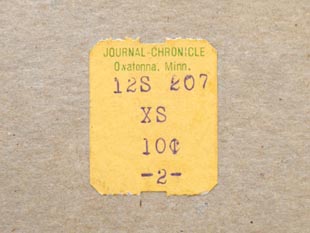 JOURNAL-CHRONICLE
Owatonna, Minn.
12S 207
XS
10¢
-2-